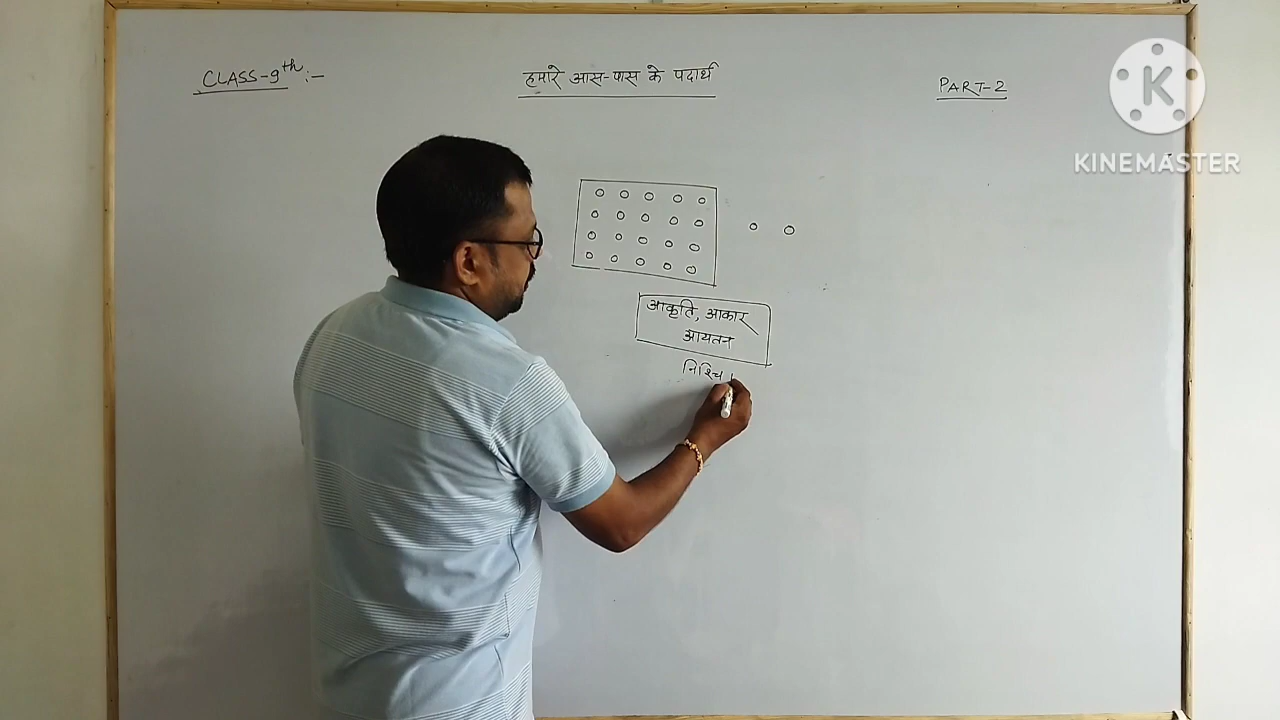 CLASS-9th:-
हमारे आस-पास के पदार्थ
PART-2
K
KINEMASTER
आकृति, आकार
आयतन